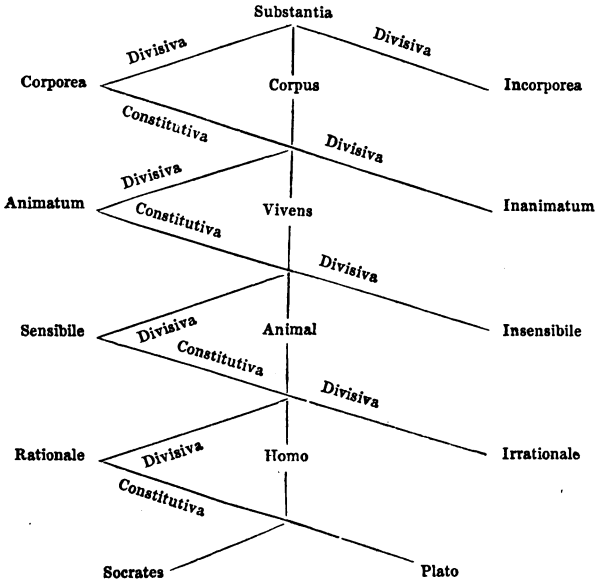 Substantia
Divisiva Divisiva
Corporea Corpus Incorporea
Constitutiva Divisiva
Divisiva
Animatum Vivens Inanimatum
Constitutiva
Divisiva
Sensibile Divisiva Animal Insensibile
Constitutiva
Divisiva
Rationale Divisiva Homo Irrationale
Constitutiva
Socrates Plato